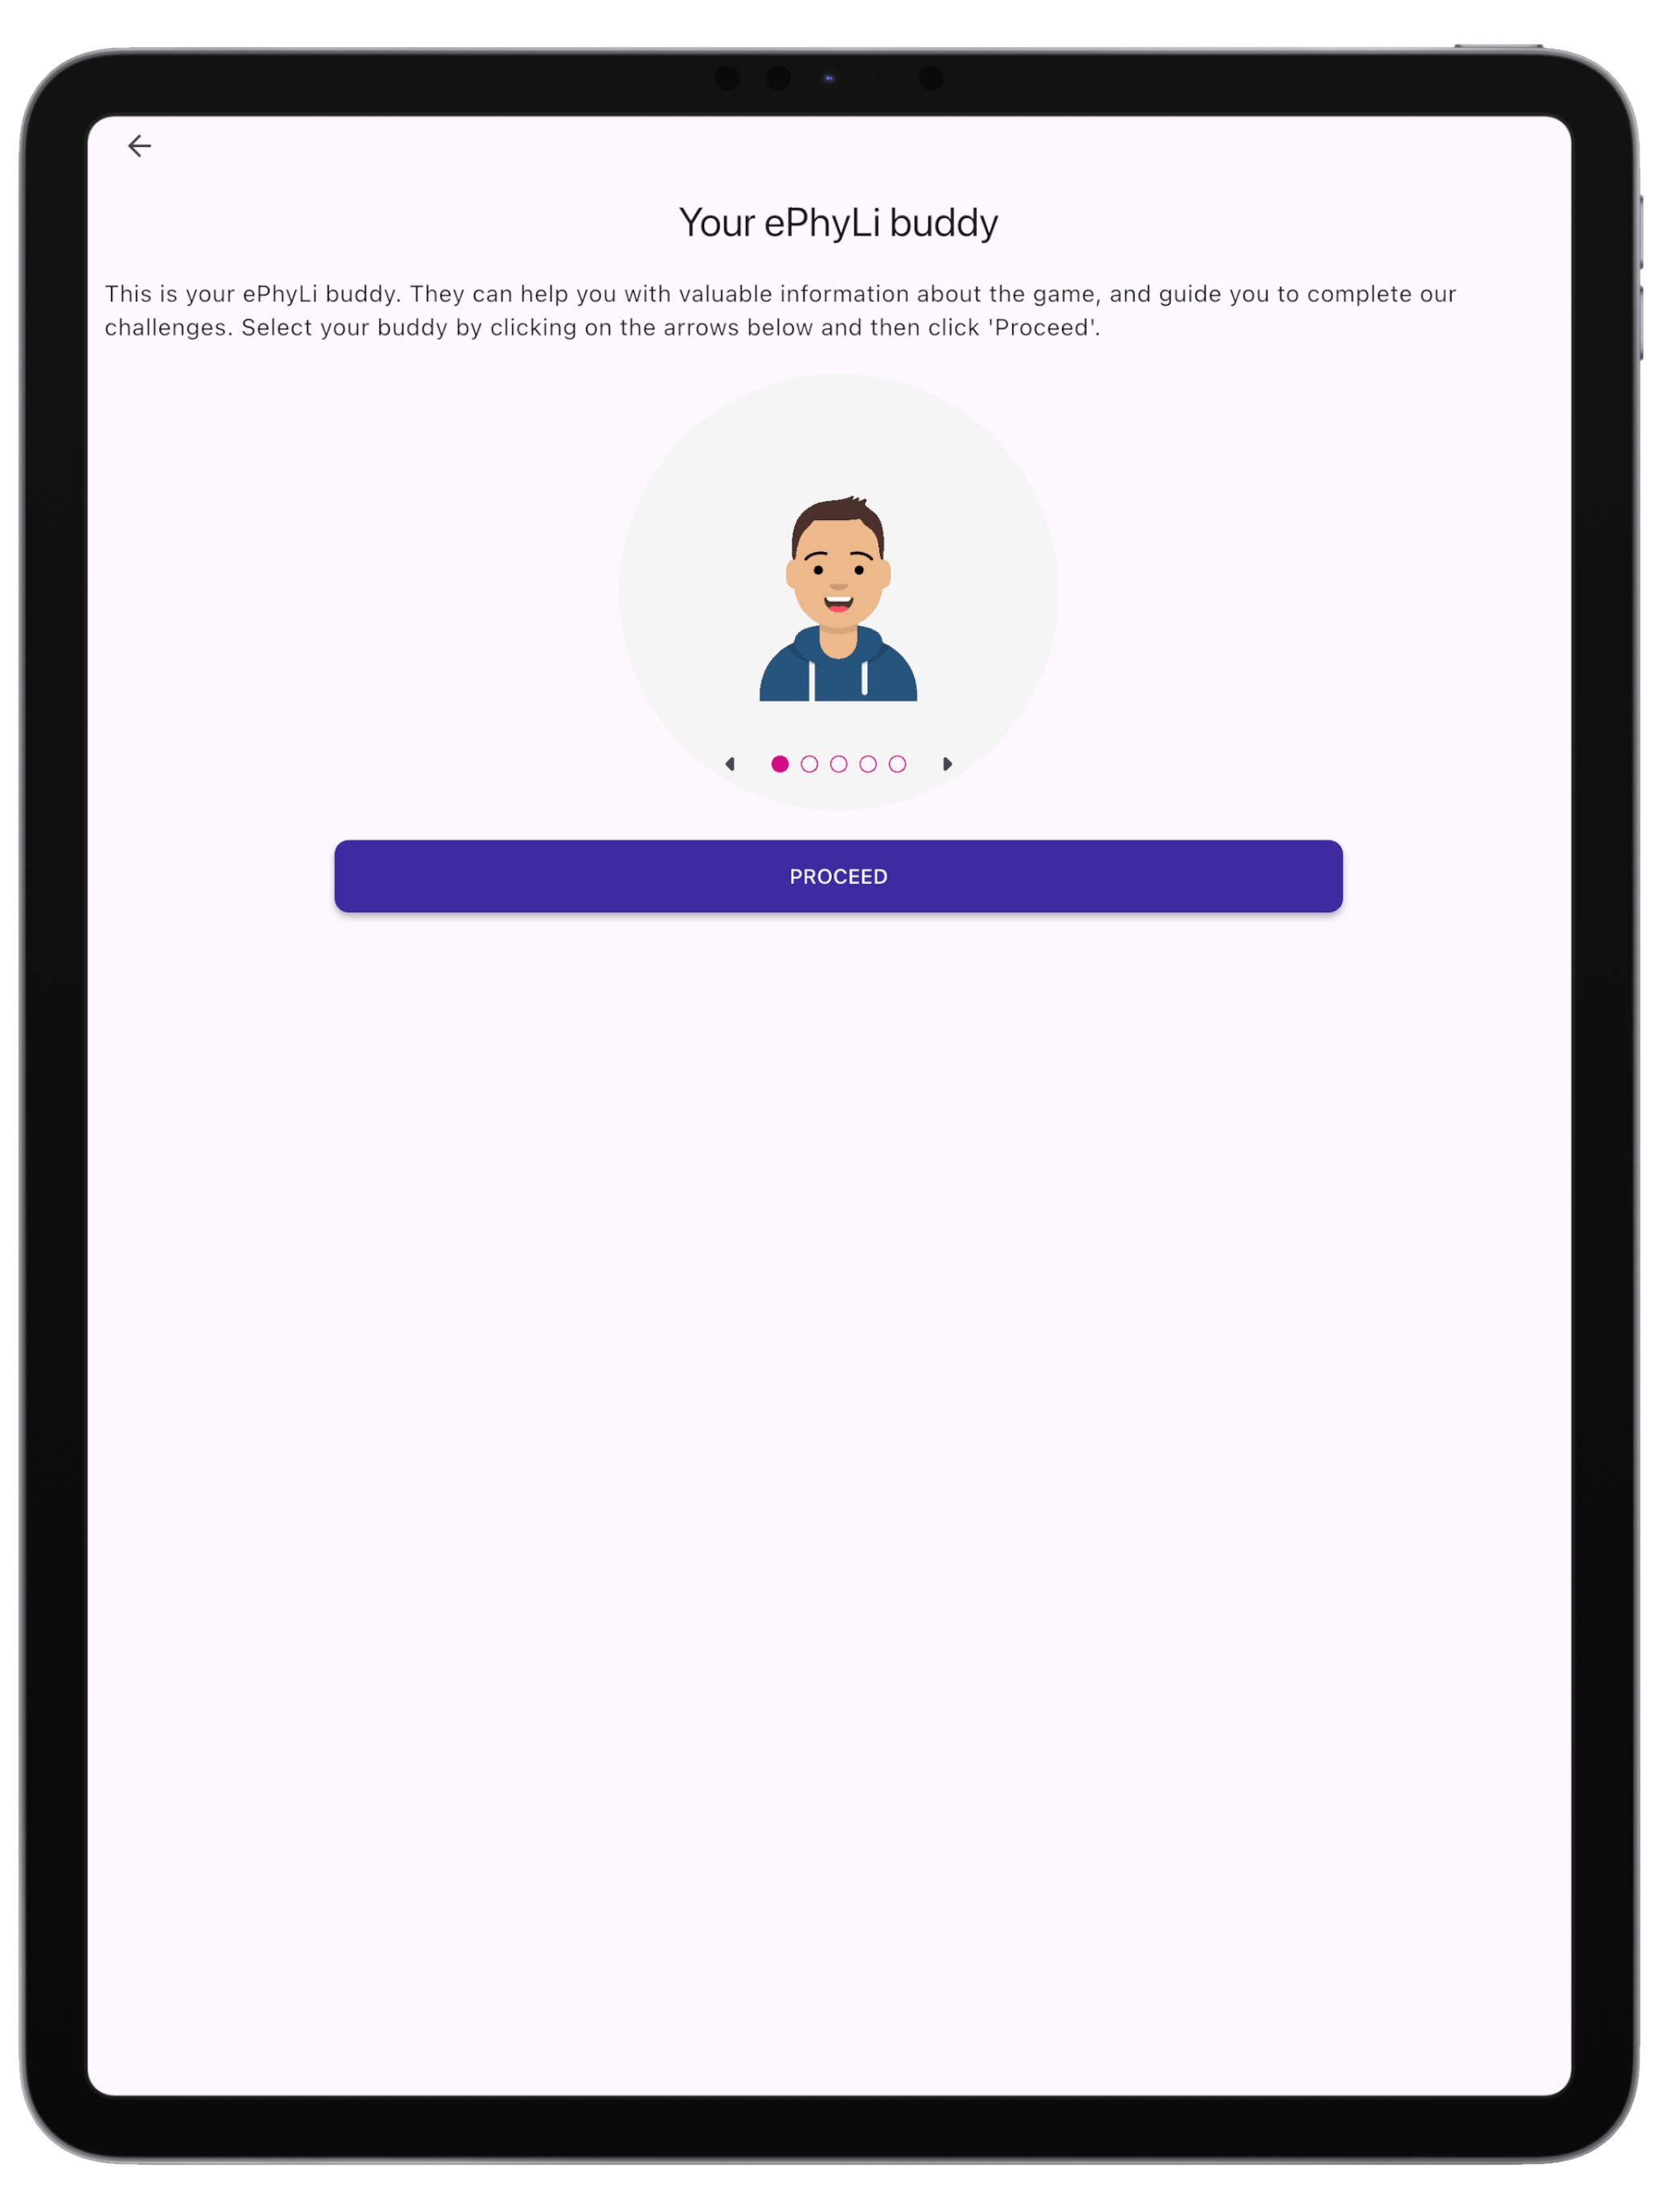 Your ePhyLi buddy
This is your ePhyLi buddy. They can help you with valuable information about the game, and guide you to complete our
challenges. Select your buddy by clicking on the arrows below and then click 'Proceed'.
PROCEED